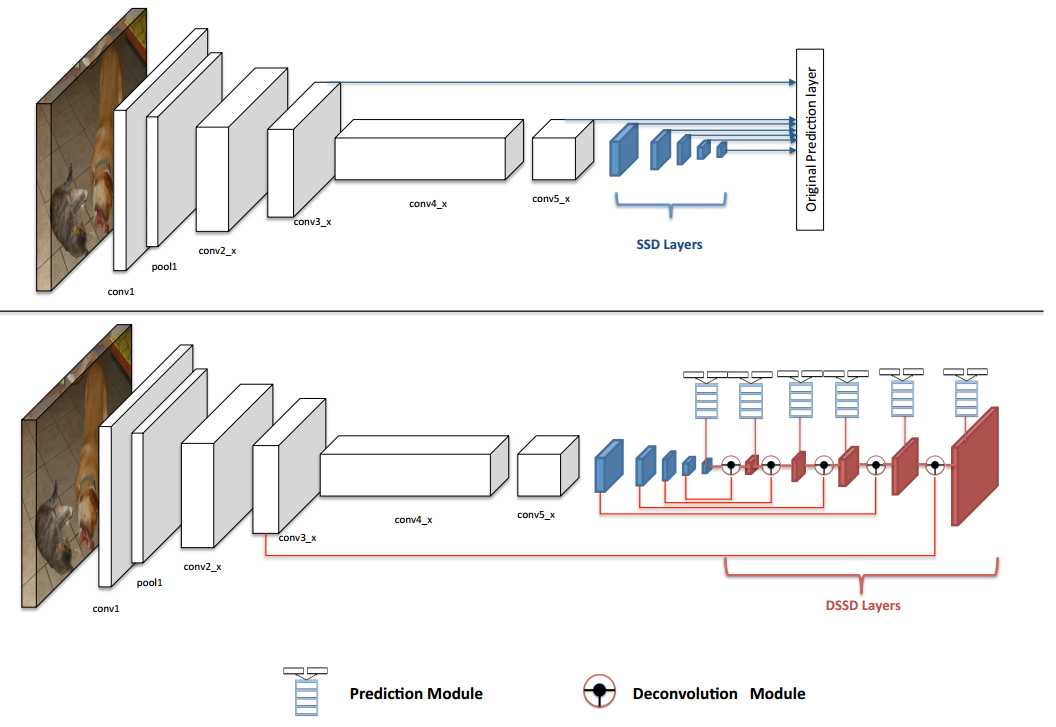 Original Prediction layer
conv4_x
conv5_x
conv3_x
SSD Layers
conv2_x
pool1
conv1
conv4_x
conv5_x
conv3_x
conv2_x
pool1
conv1
DSSD Layers
Prediction Module
Deconvolution Module